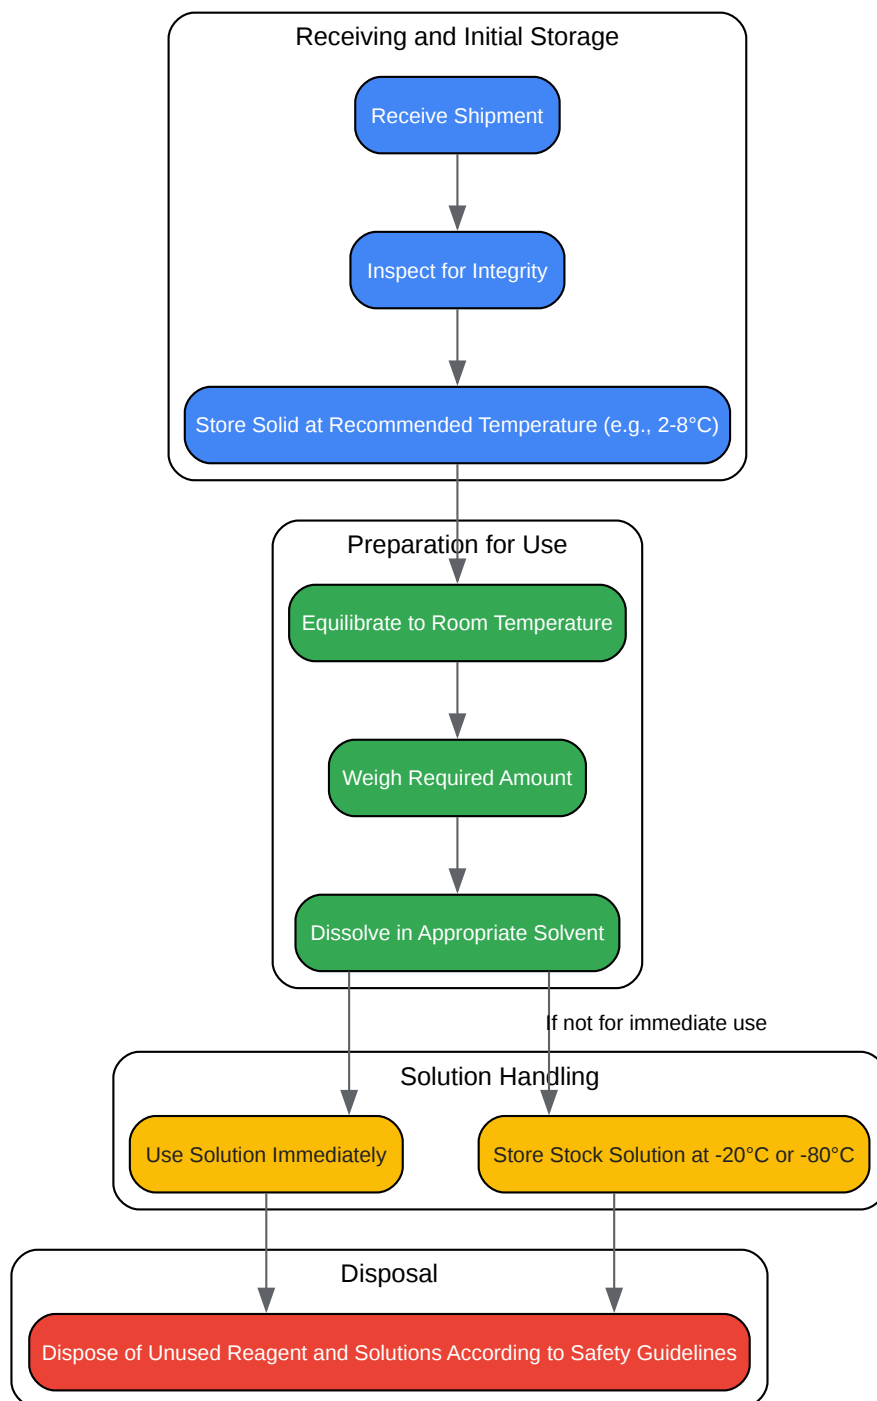 Receiving and Initial Storage
Receive Shipment
Inspect for Integrity
Store Solid at Recommended Temperature (e.g., 2-8°C)
Preparation for Use
Equilibrate to Room Temperature
Weigh Required Amount
Dissolve in Appropriate Solvent
If not for immediate use
Solution Handling
Use Solution Immediately
Store Stock Solution at -20°C or -80°C
Disposal
Dispose of Unused Reagent and Solutions According to Safety Guidelines